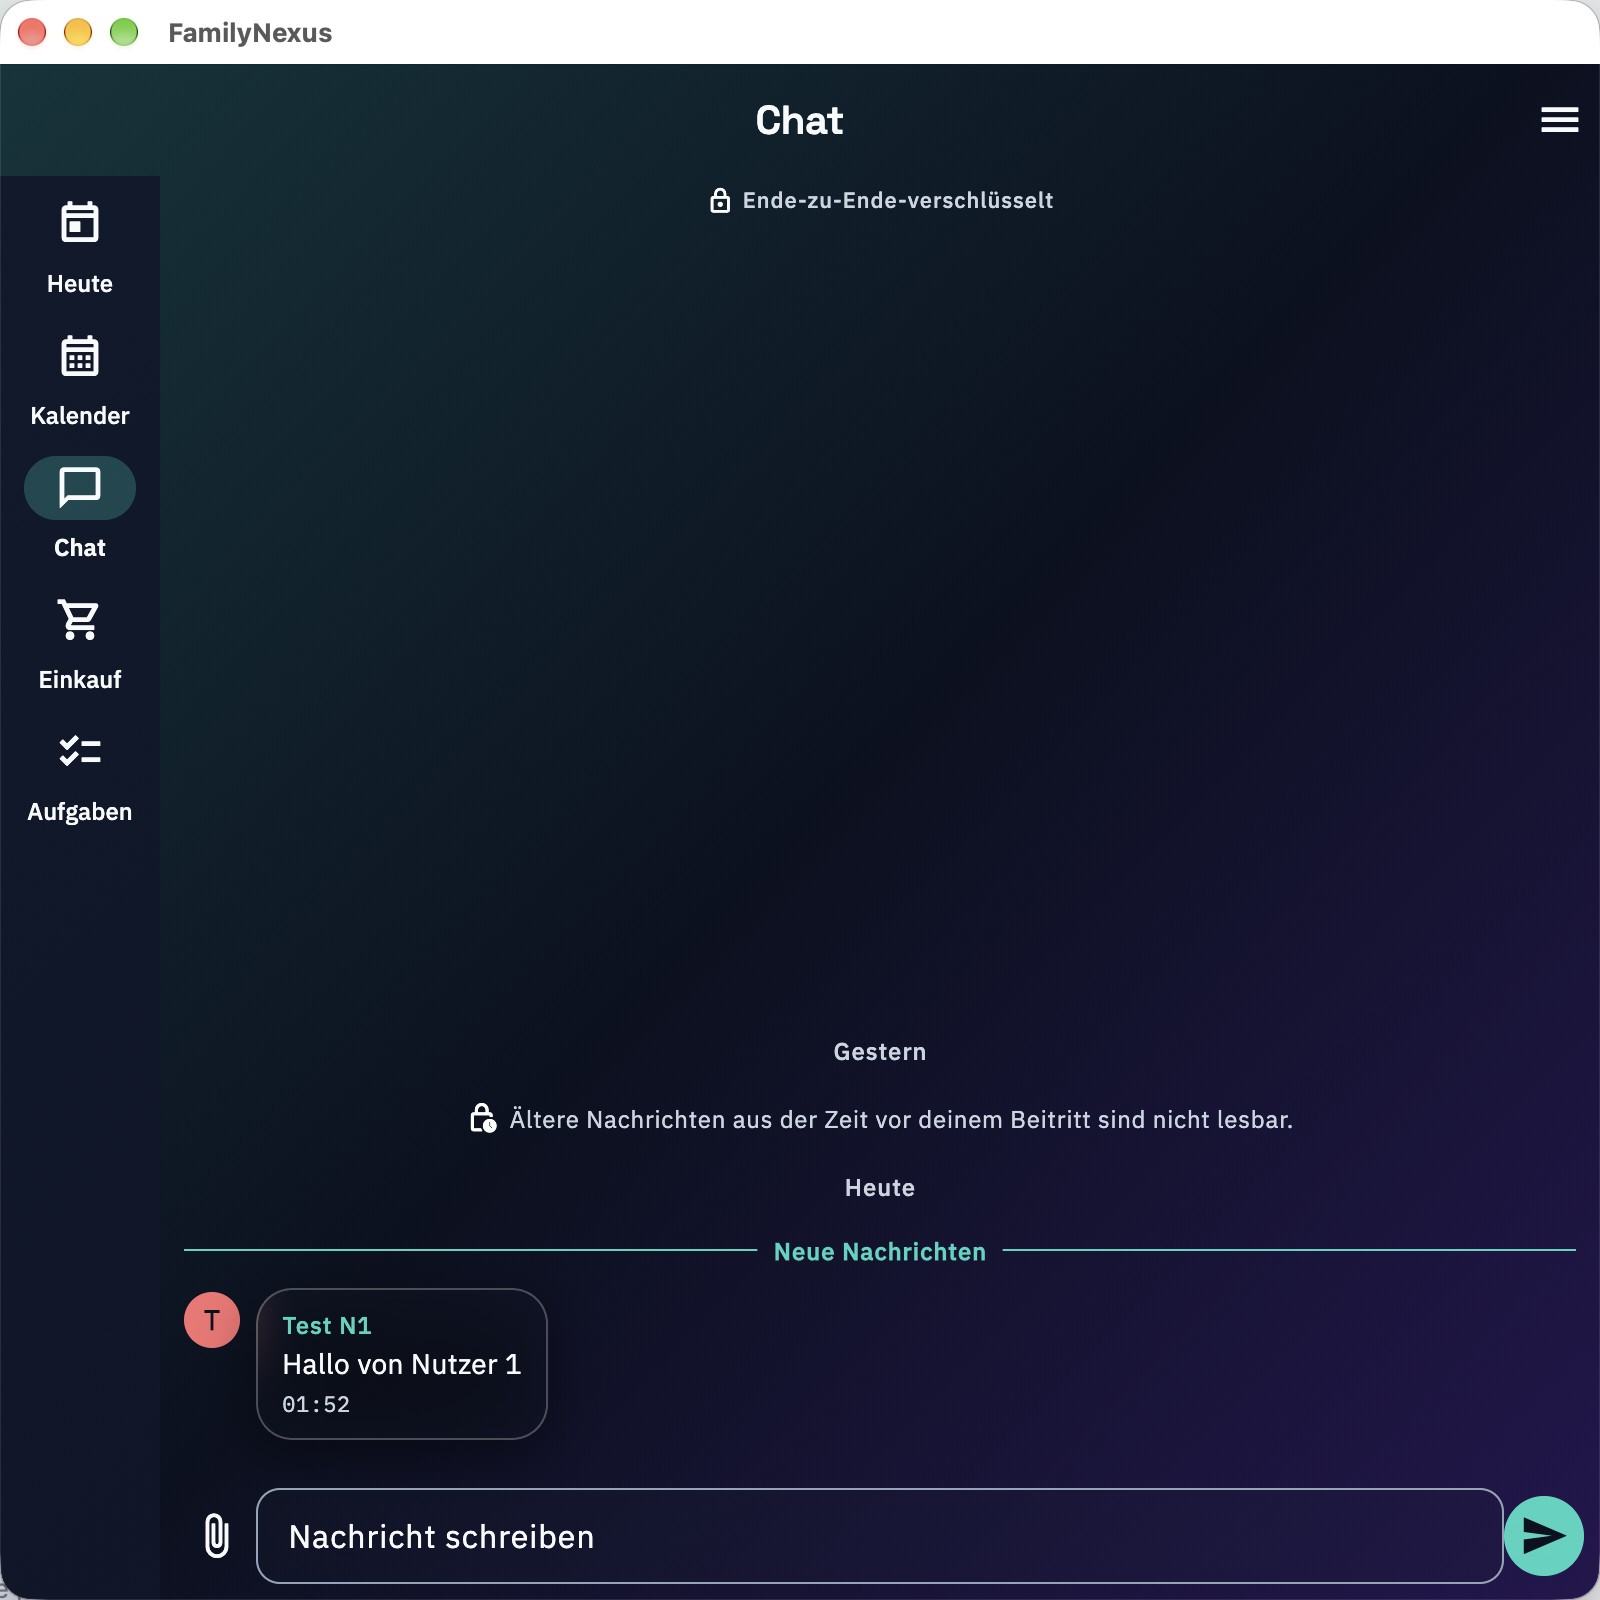 FamilyNexus
Chat
Ende-zu-Ende-verschlüsselt
Heute
Kalender
Chat
Einkauf
Aufgaben
Gestern
Ältere Nachrichten aus der Zeit vor deinem Beitritt sind nicht lesbar.
Heute
Neue Nachrichten
T
Test N1
Hallo von Nutzer 1
01:52
Nachricht schreiben